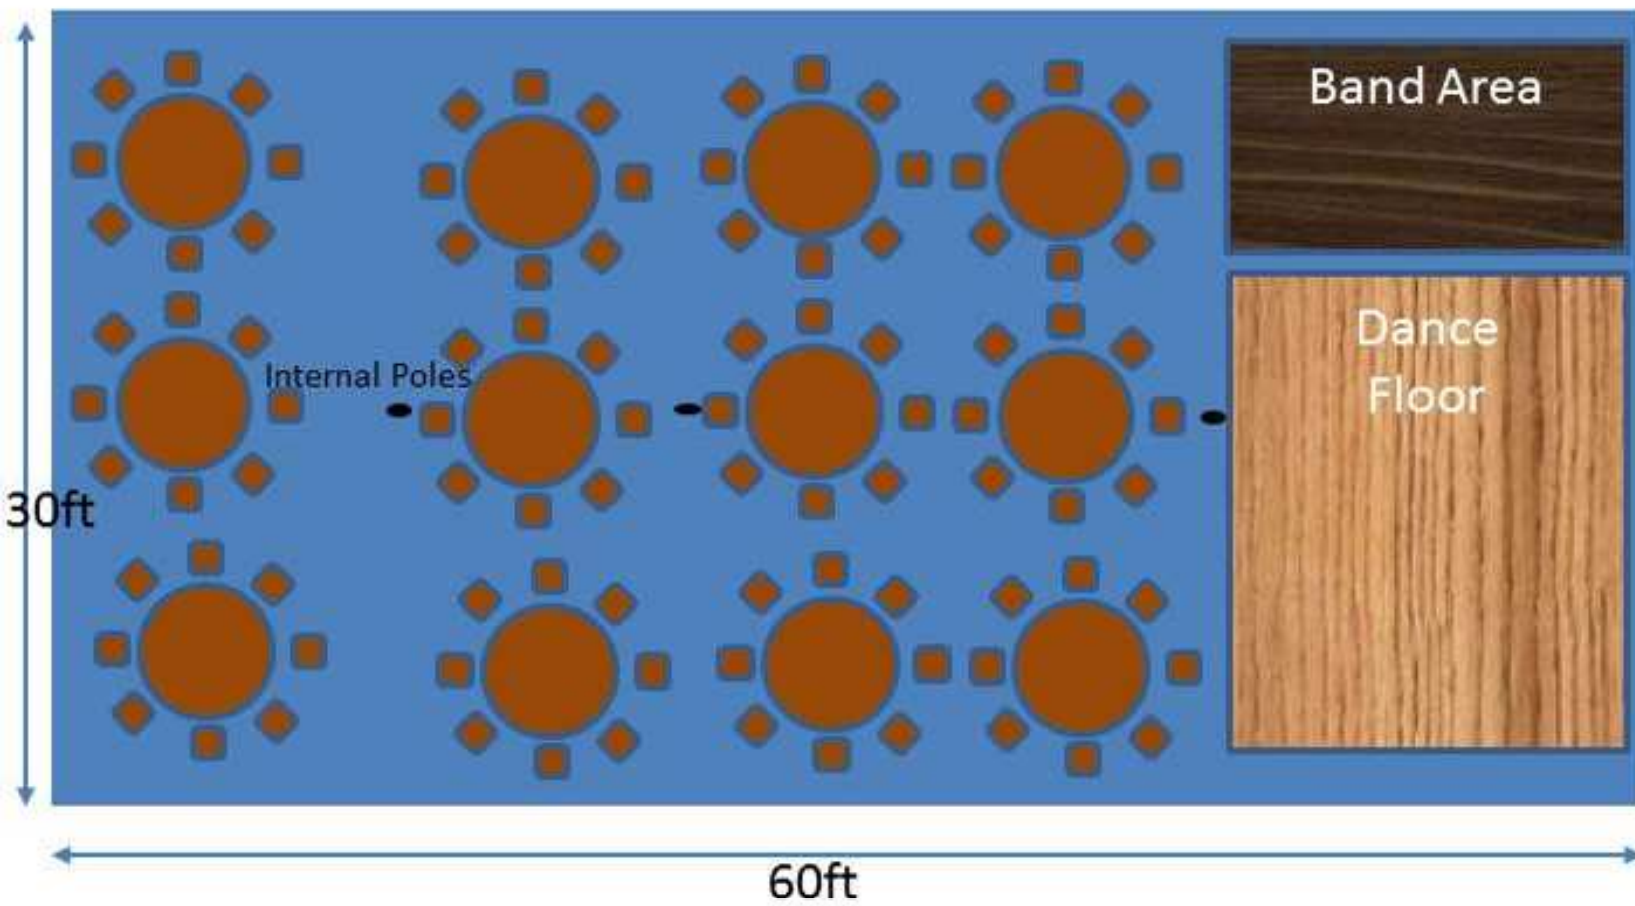 Band Area
Dance
Floor
Internal Poles
30ft
60ft